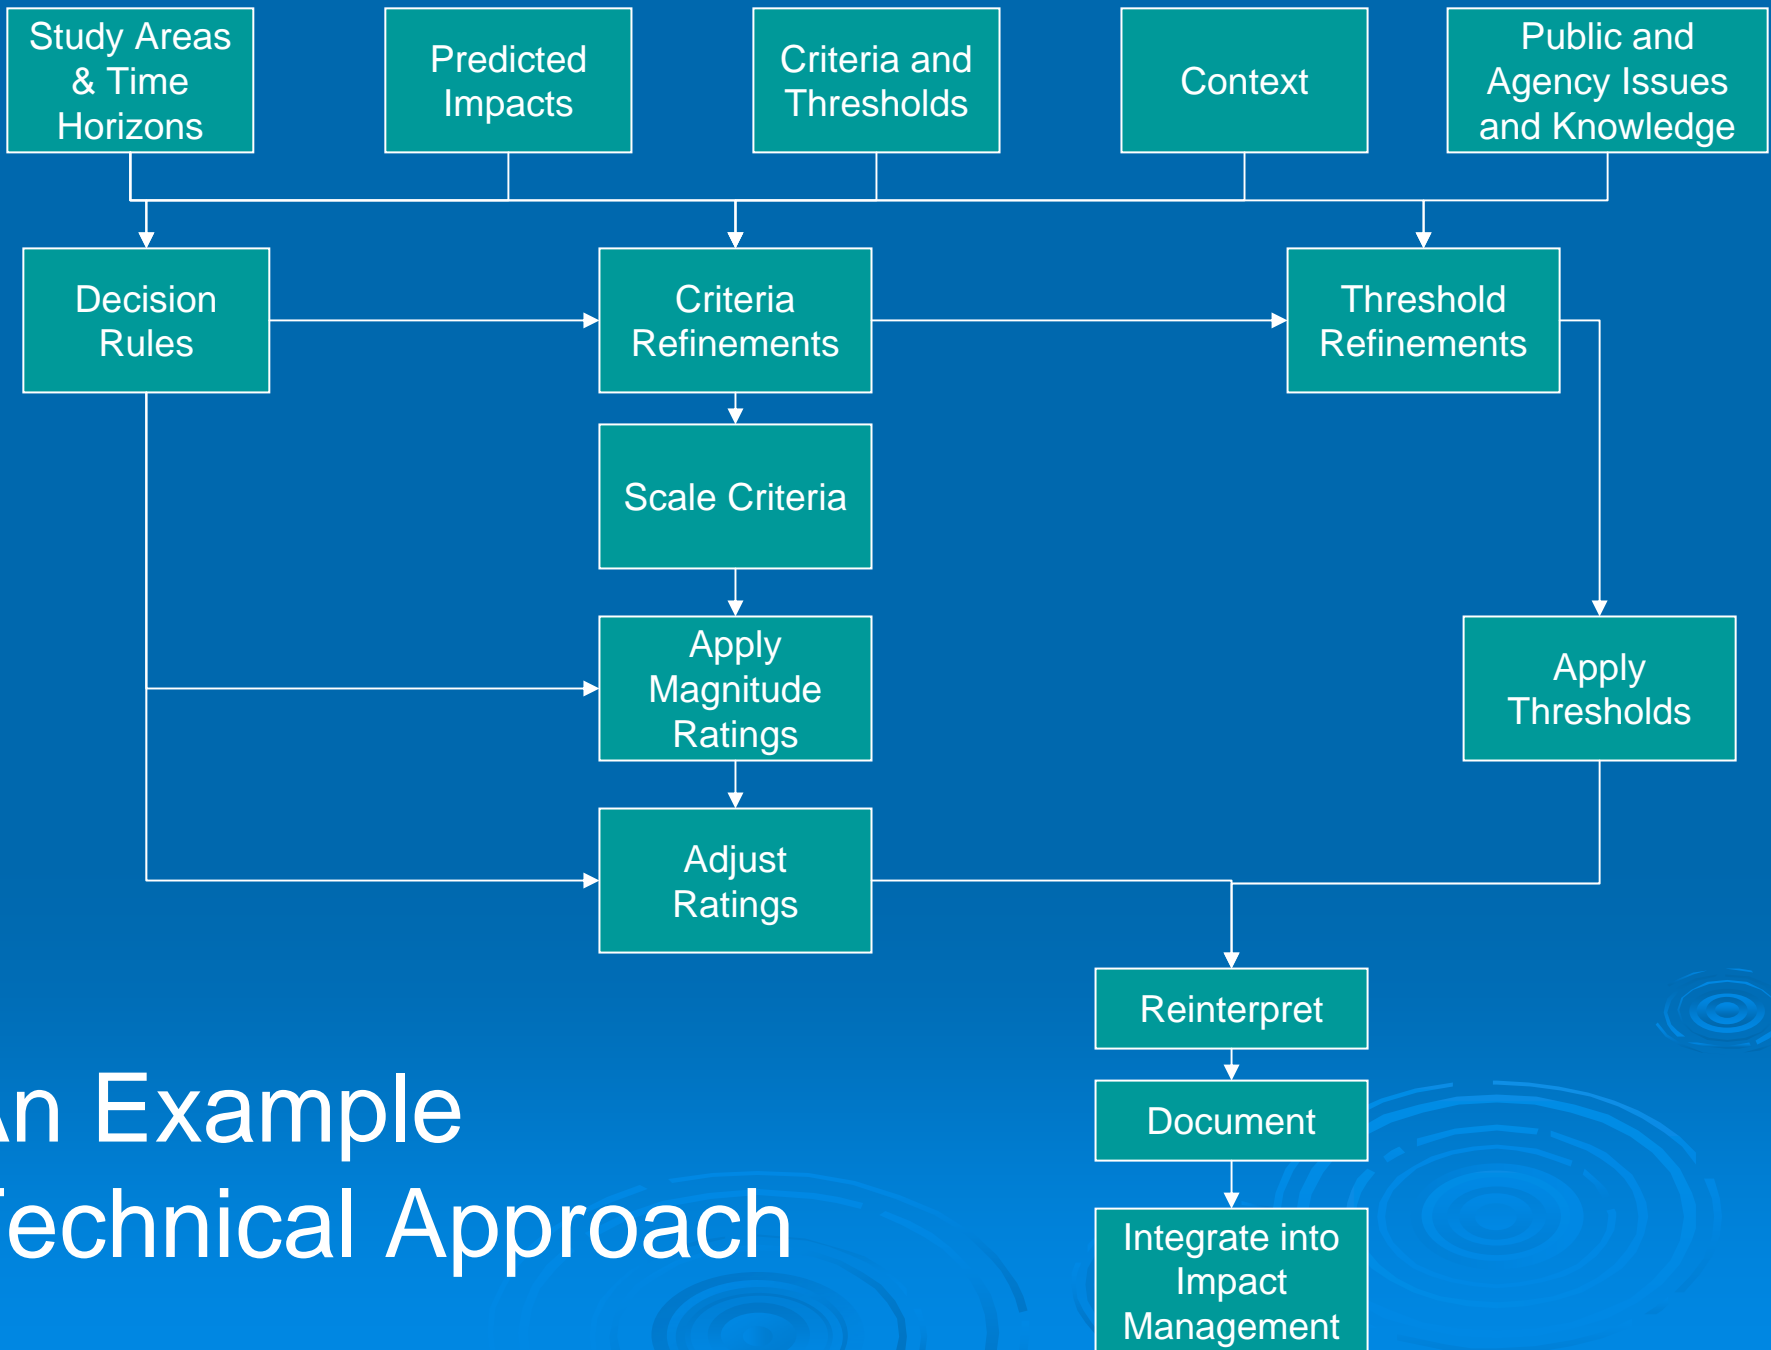 Study Areas
& Time
Horizons
Predicted
Impacts
Criteria and
Thresholds
Context
Public and
Agency Issues
and Knowledge
Decision
Rules
Criteria
Refinements
Threshold
Refinements
Scale Criteria
Apply
Magnitude
Ratings
Apply
Thresholds
Adjust
Ratings
Reinterpret
Document
Integrate into
Impact
Management
An Example
Technical Approach